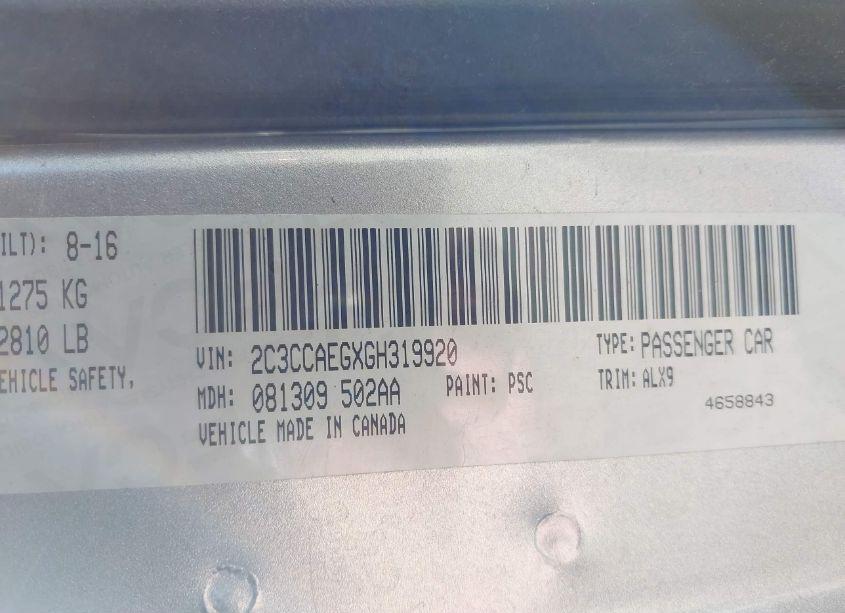 ILT): 8-16
1275 KG
2810 LB
EHICLE SAFETY,
VIN: 2C3CCAEGXGH319920
TYPE: PASSENGER CAR
MDH: 081309 502AA
PAINT: PSC
TRIM: ALX9
VEHICLE MADE IN CANADA
4658843